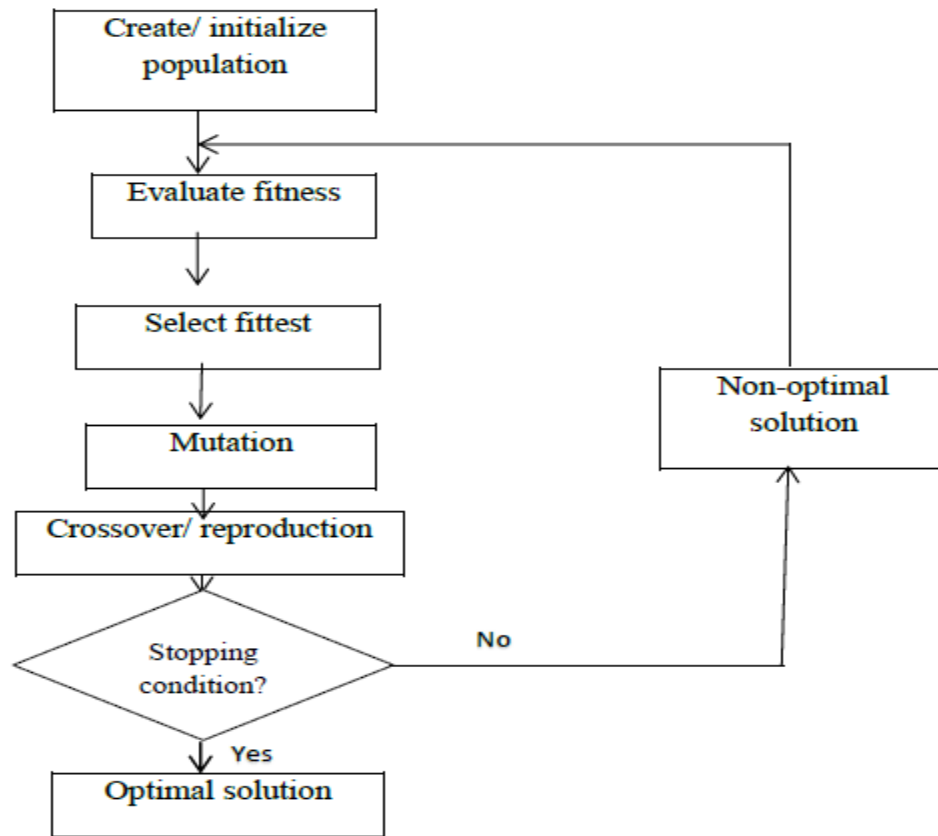 Create/ initialize
population
Evaluate fitness
Select fittest
Non-optimal
solution
Mutation
Crossover/ reproduction
No
Stopping
condition?
Yes
Optimal solution